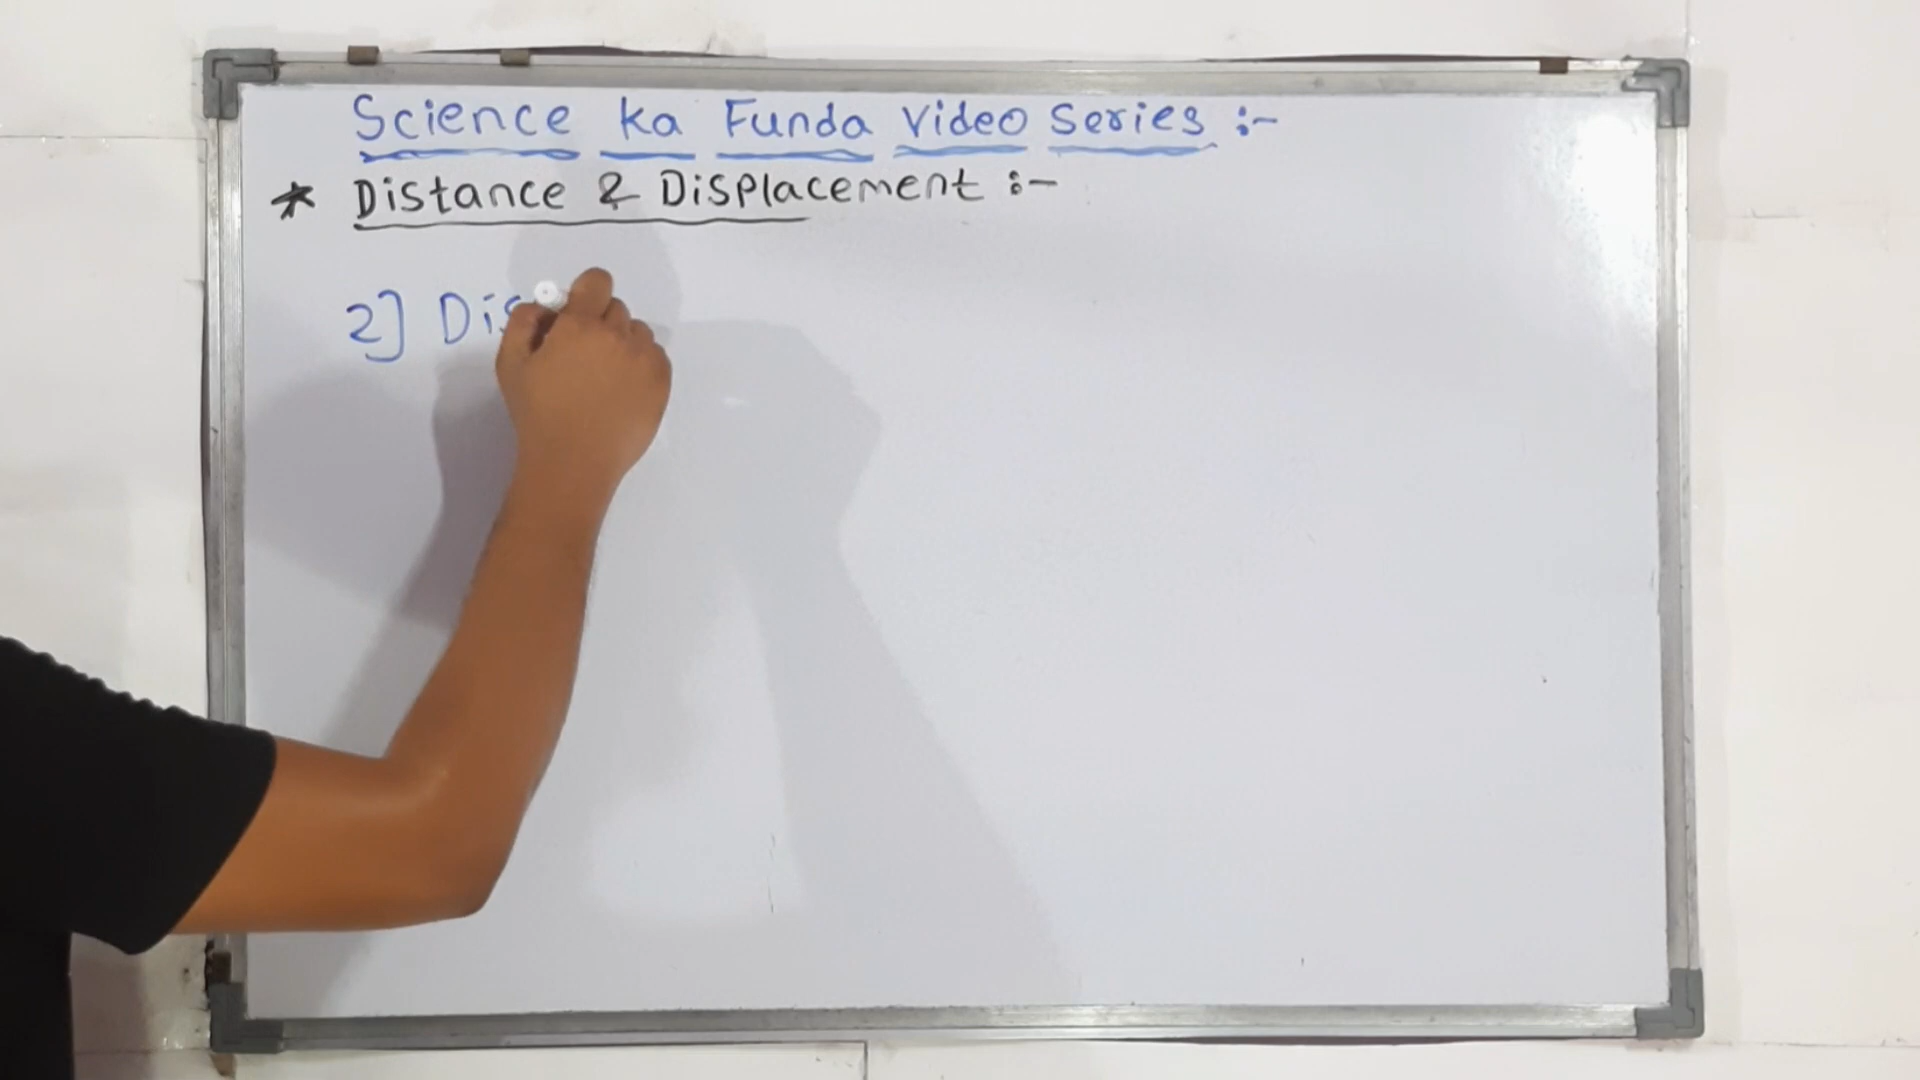 Science ka Funda Video Series :-
* Distance & Displacement :-
2] Dis